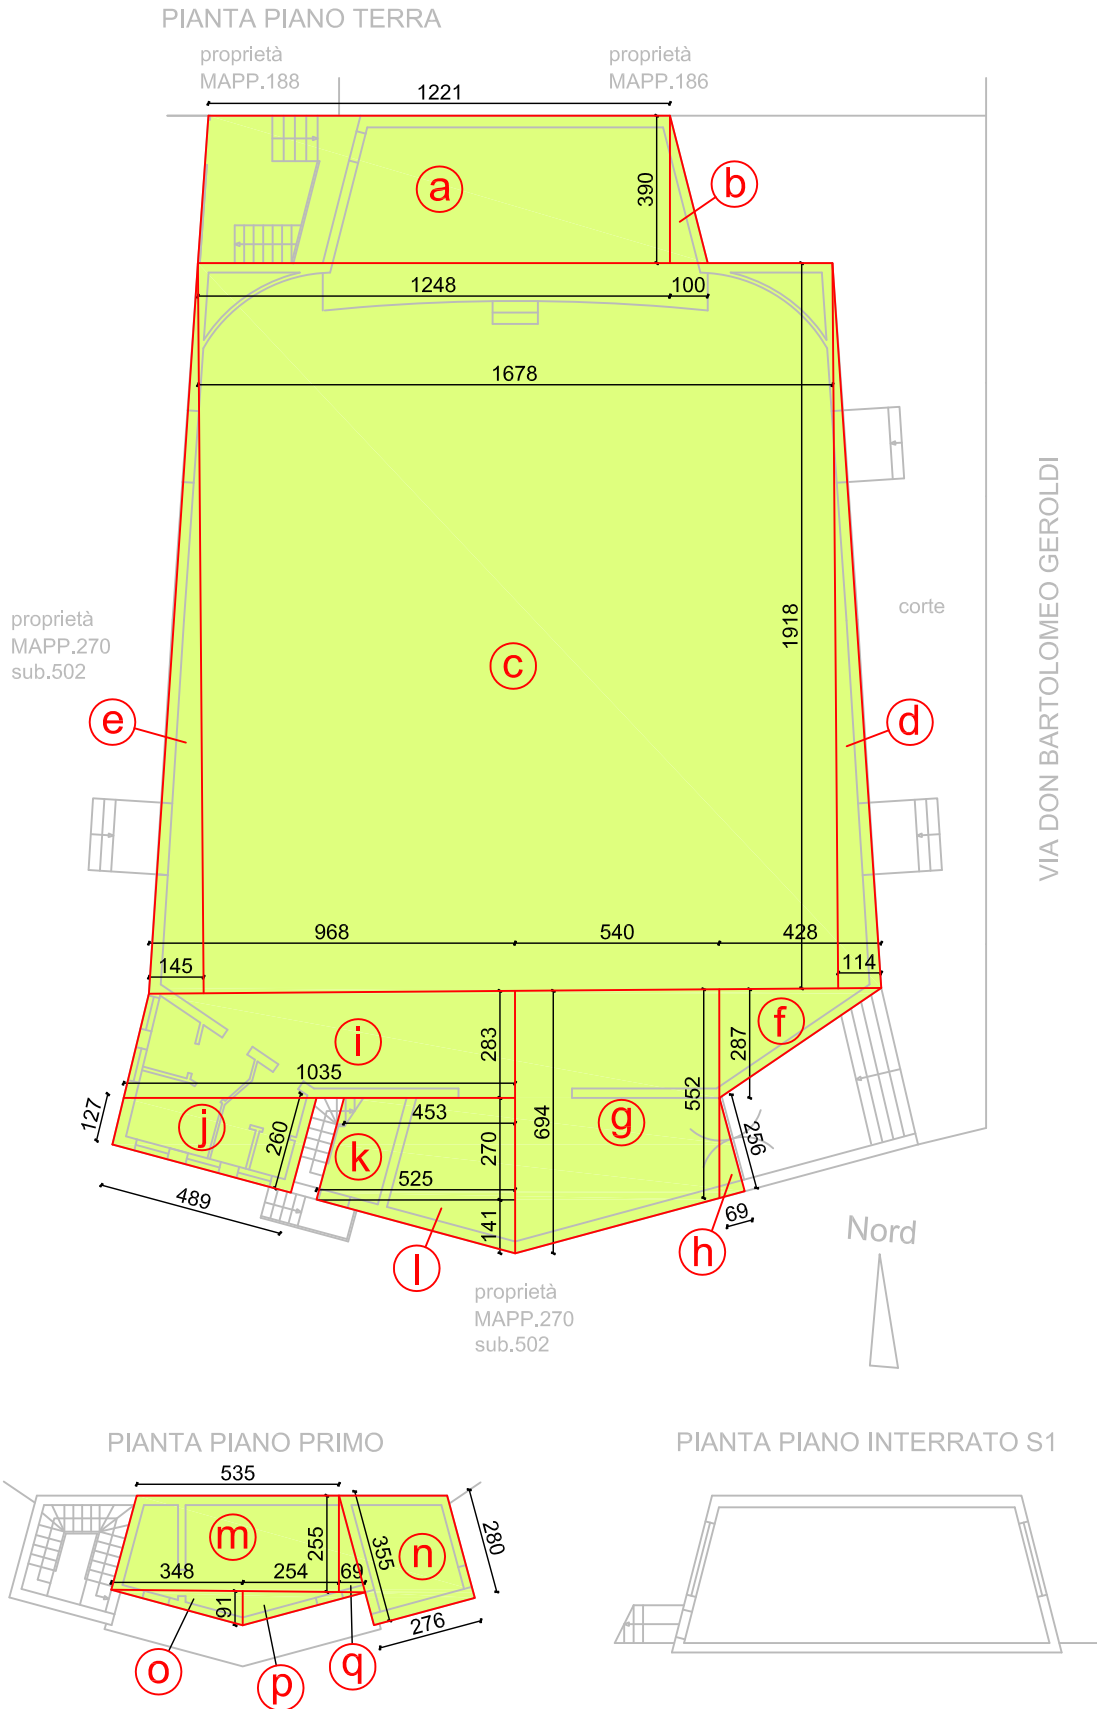 PIANTA PIANO TERRA
proprietà
MAPP.188
proprietà
MAPP.186
1221
a
390
b
1248
100
1678
1918
VIA DON BARTOLOMEO GEROLDI
corte
proprietà
MAPP.270
sub.502
c
e
d
968
540
428
145
114
i
283
f
287
1035
552
694
127
j
260
453
g
256
k
270
489
525
69
141
l
h
Nord
proprietà
MAPP.270
sub.502
PIANTA PIANO PRIMO
PIANTA PIANO INTERRATO S1
535
m
255
355
n
280
348
254
69
91
276
o
p
q